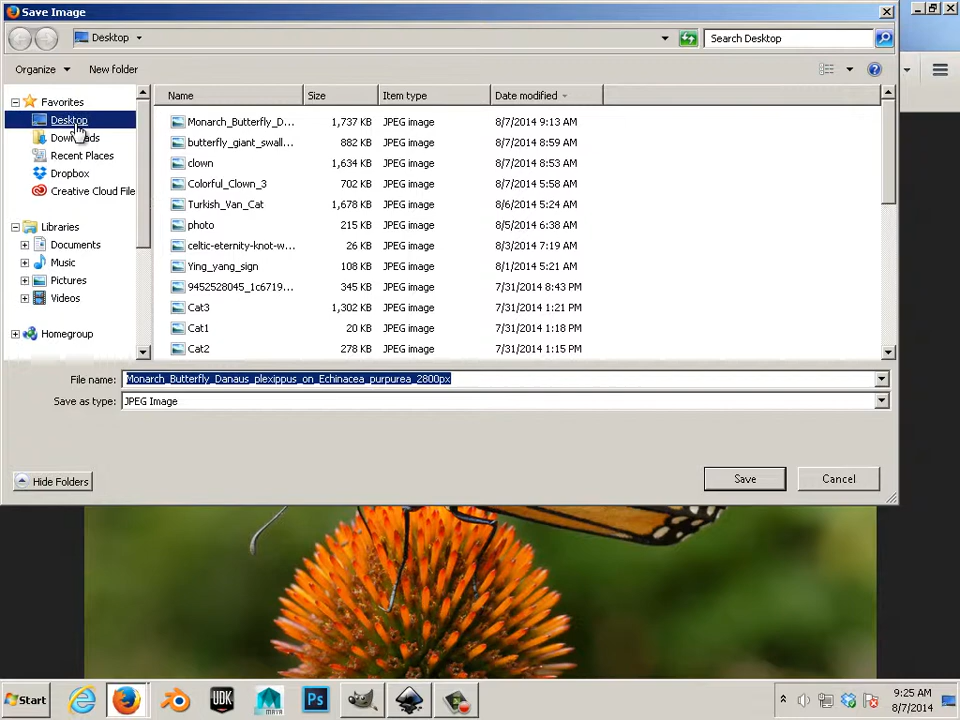 Save Image
Desktop
Search Desktop
Organize
New folder
Name Size Item type Date modified
Favorites
Desktop
Downloads
Recent Places
Dropbox
Creative Cloud File
Libraries
Documents
Music
Pictures
Videos
Homegroup
Monarch_Butterfly_D... 1,737 KB JPEG image 8/7/2014 9:13 AM
butterfly_giant_swall... 882 KB JPEG image 8/7/2014 8:59 AM
clown 1,634 KB JPEG image 8/7/2014 9:03 AM
Colorful_Clown_3 702 KB JPEG image 8/7/2014 5:58 AM
Turkish_Van_Cat 1,678 KB JPEG image 8/6/2014 5:24 AM
photo 215 KB JPEG image 8/5/2014 6:38 AM
celtic-eternity-knot-w... 26 KB JPEG image 8/3/2014 7:19 AM
Ying_yang_sign 108 KB JPEG image 8/1/2014 5:21 AM
9452528045_1c6719... 345 KB JPEG image 7/31/2014 8:43 PM
Cat3 1,302 KB JPEG image 7/31/2014 1:21 PM
Cat1 20 KB JPEG image 7/31/2014 1:18 PM
Cat2 278 KB JPEG image 7/31/2014 1:15 PM
File name: Monarch_Butterfly_Danaus_plexippus_on_Echinacea_purpurea_2800px
Save as type: JPEG Image
Hide Folders
Save
Cancel
Start
UDK
MAYA
Ps
9:25 AM
8/7/2014